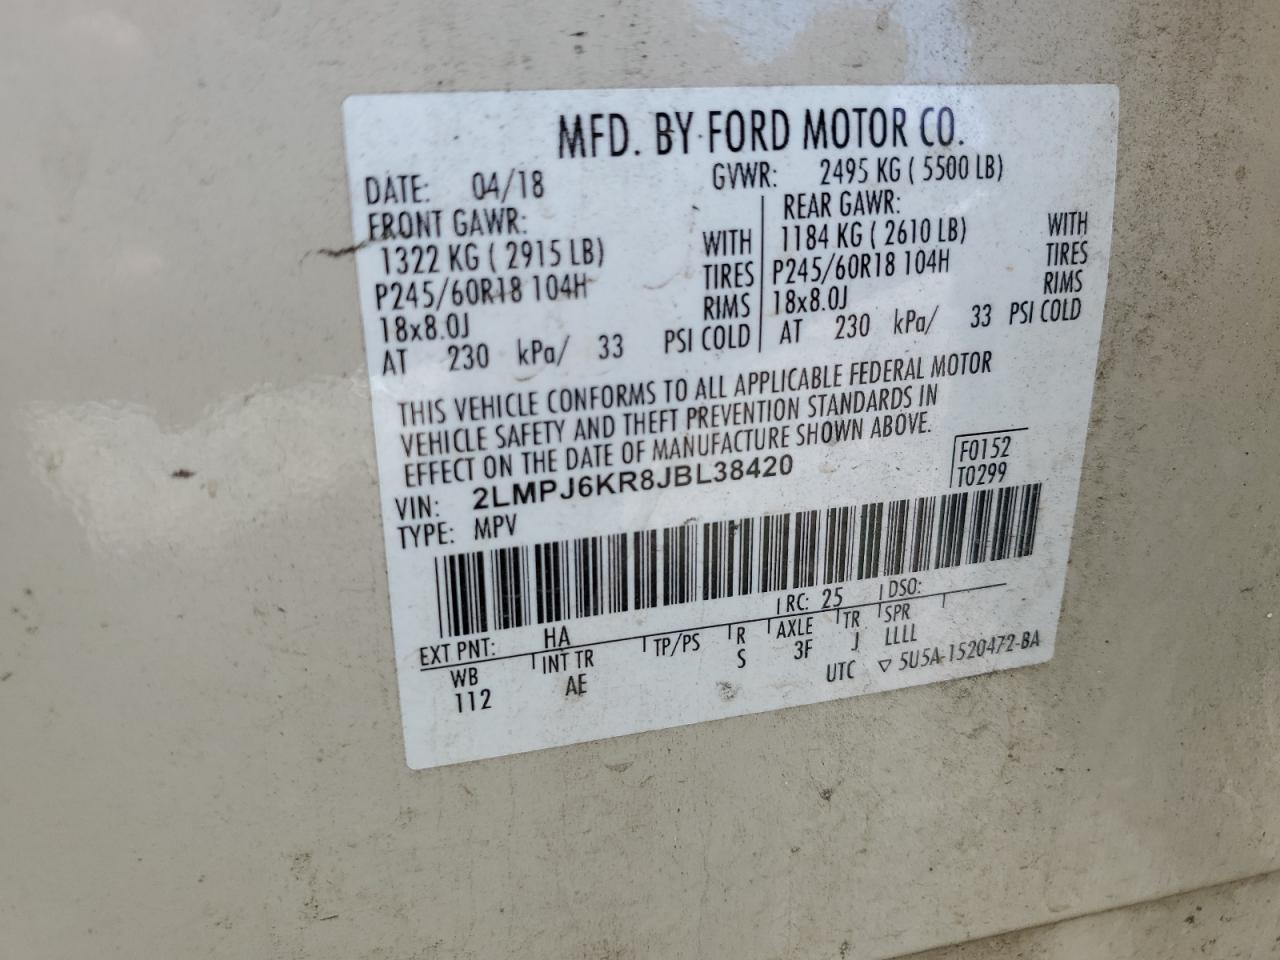 MFD. BY FORD MOTOR CO.
DATE: 04/18 GVWR: 2495 KG ( 5500 LB)
FRONT GAWR:
1322 KG ( 2915 LB) WITH
P245/60R18 104H TIRES
18x8.0J RIMS
AT 230 kPa/ 33 PSI COLD
REAR GAWR:
1184 KG ( 2610 LB) WITH
P245/60R18 104H TIRES
18x8.0J RIMS
AT 230 kPa/ 33 PSI COLD
THIS VEHICLE CONFORMS TO ALL APPLICABLE FEDERAL MOTOR
VEHICLE SAFETY AND THEFT PREVENTION STANDARDS IN
EFFECT ON THE DATE OF MANUFACTURE SHOWN ABOVE.
F0152
T0299
VIN: 2LMPJ6KR8JBL38420
TYPE: MPV
EXT PNT: HA RC: 25 DSO:
WB INT TR TP/PS R AXLE TR SPR
112 AE S 3F J LLLL
UTC ▽ 5U5A-1520472-BA